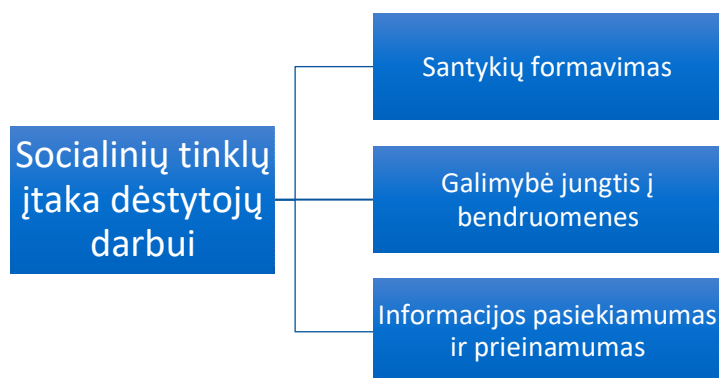 Socialinių tinklų
įtaka dėstytojų
darbui
Santykių formavimas
Galimybė jungtis į
bendruomenes
Informacijos pasiekiamumas
ir prieinamumas